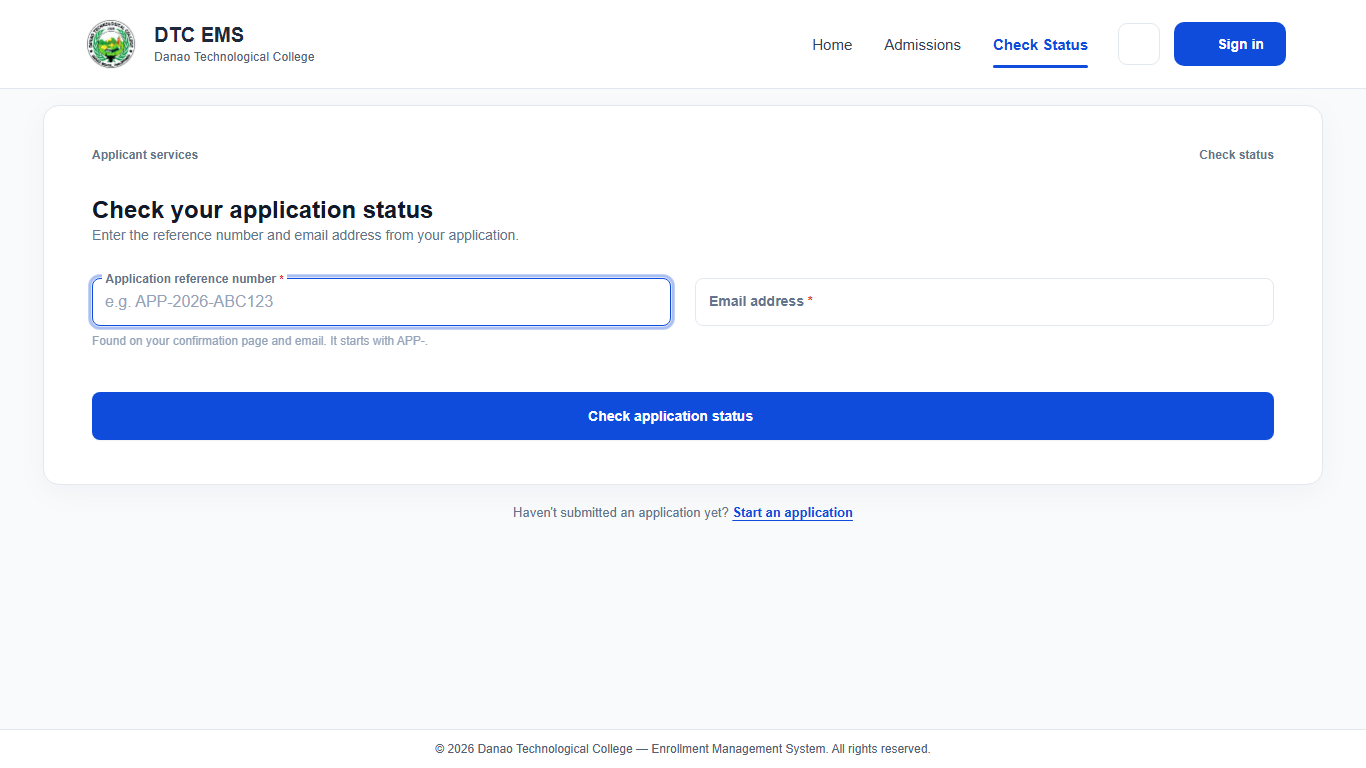 DTC EMS
Danao Technological College
Home
Admissions
Check Status
Sign in
Applicant services
Check status
Check your application status
Enter the reference number and email address from your application.
Application reference number *
e.g. APP-2026-ABC123
Email address *
Found on your confirmation page and email. It starts with APP-.
Check application status
Haven't submitted an application yet? Start an application
© 2026 Danao Technological College — Enrollment Management System. All rights reserved.